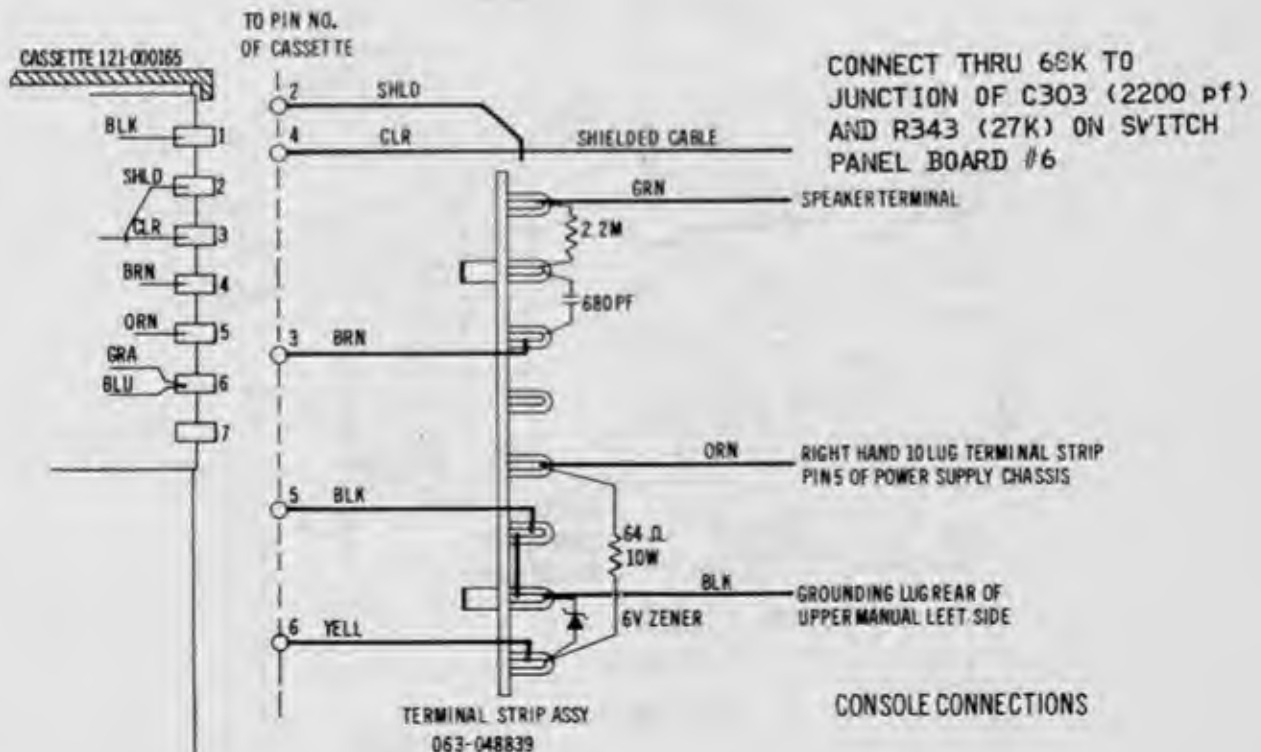 TO PIN NO.
OF CASSETTE
CASSETTE 121-000165
BLK 1
SHLD 2
CLR 3
BRN 4
ORN 5
GRA
BLU 6
7
2 SHLD
4 CLR SHIELDED CABLE
CONNECT THRU 68K TO
JUNCTION OF C303 (2200 pf)
AND R343 (27K) ON SWITCH
PANEL BOARD #6
GRN SPEAKER TERMINAL
2.2M
680 PF
3 BRN
ORN RIGHT HAND 10 LUG TERMINAL STRIP
PIN 5 OF POWER SUPPLY CHASSIS
5 BLK
64 Ω
10W
BLK GROUNDING LUG REAR OF
UPPER MANUAL LEFT SIDE
6V ZENER
6 YELL
TERMINAL STRIP ASSY
063-048839
CONSOLE CONNECTIONS